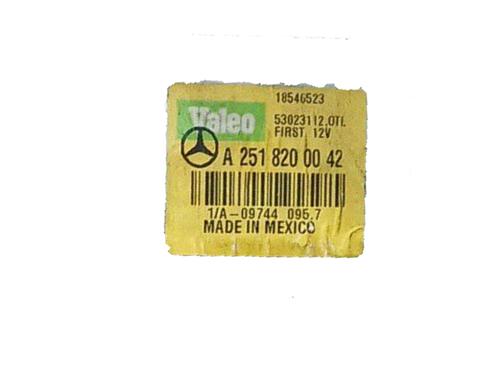 18546523
Valeo
53023112.OTL
FIRST 12V
A 251 820 00 42
1/A-09744 095.7
MADE IN MEXICO